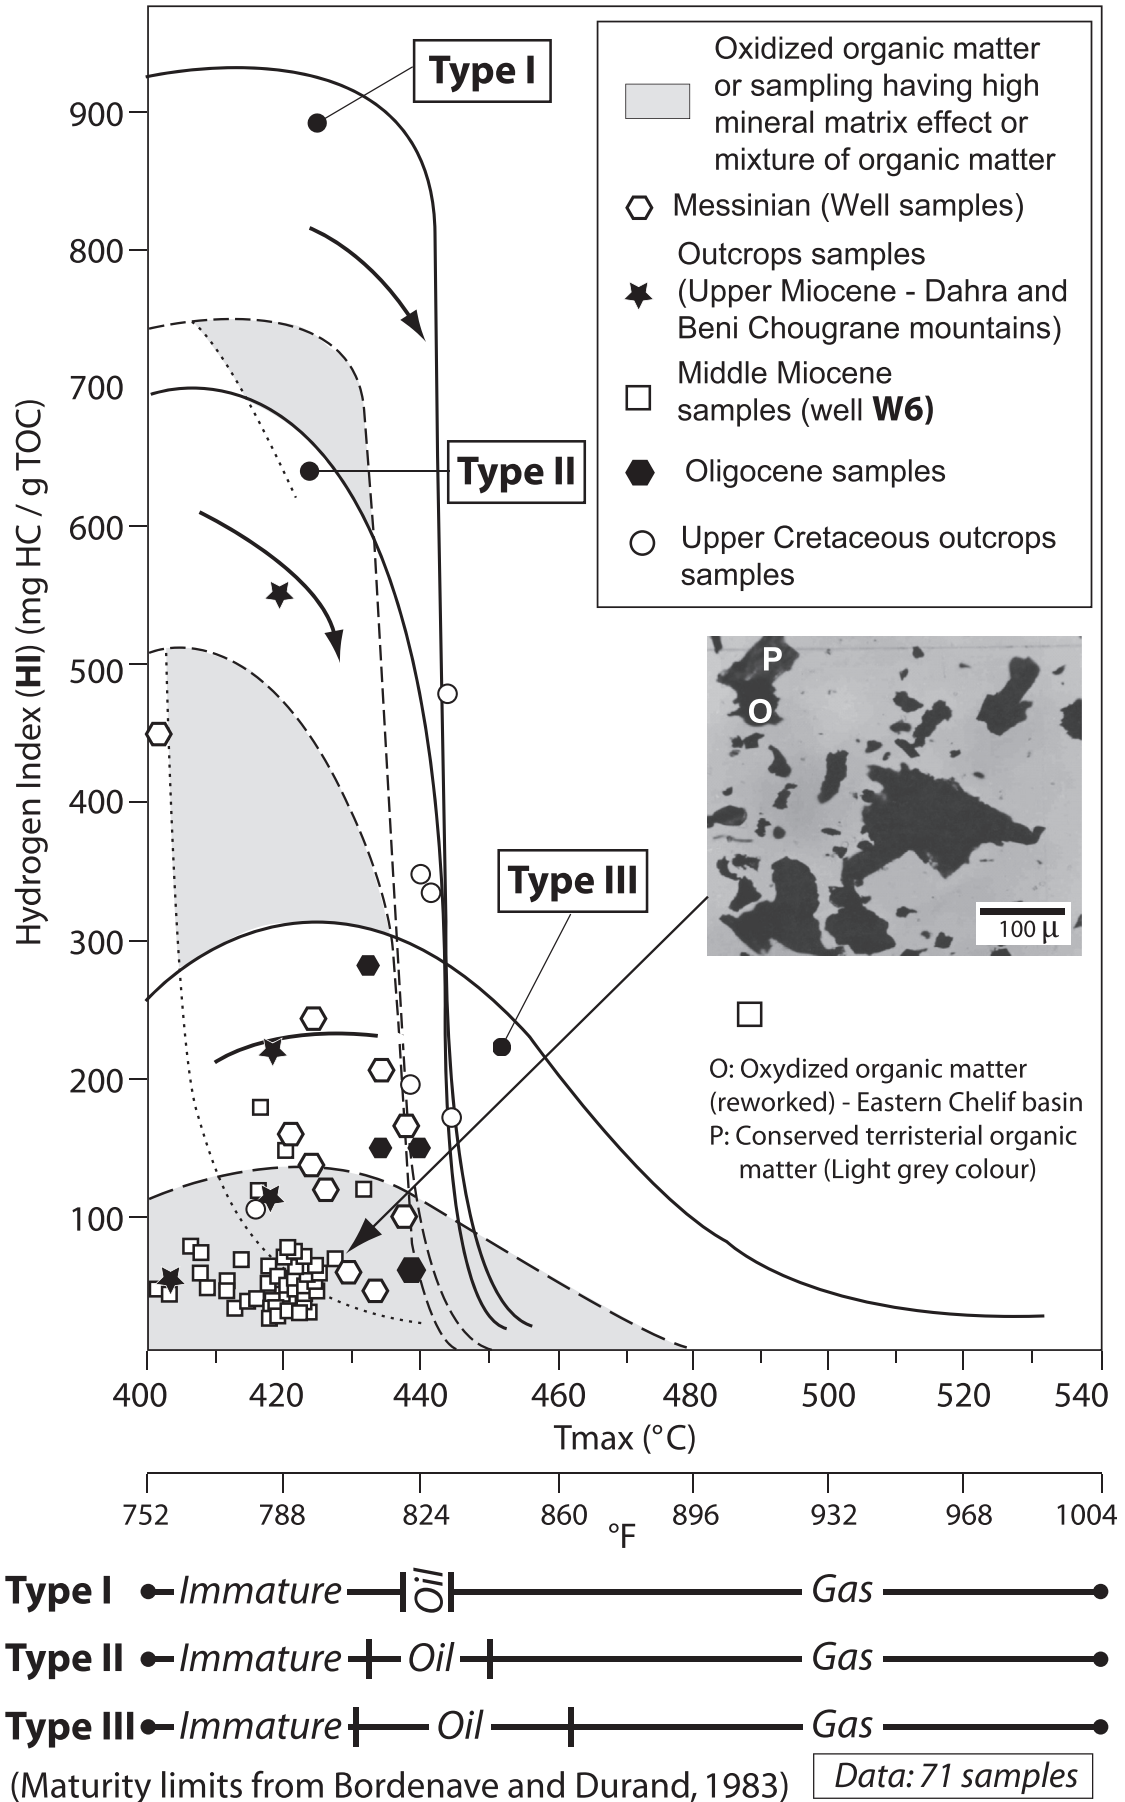 Type I
Oxidized organic matter
or sampling having high
mineral matrix effect or
mixture of organic matter
Messinian (Well samples)
Outcrops samples
(Upper Miocene - Dahra and
Beni Chougrane mountains)
Middle Miocene
samples (well W6)
Oligocene samples
Upper Cretaceous outcrops
samples
Type II
Type III
Hydrogen Index (HI) (mg HC / g TOC)
900
800
700
600
500
400
300
200
100
P
O
100 µ
O: Oxydized organic matter
(reworked) - Eastern Chelif basin
P: Conserved terristerial organic
matter (Light grey colour)
400 420 440 460 480 500 520 540
Tmax (°C)
752 788 824 860 896 932 968 1004
°F
Type I Immature Oil Gas
Type II Immature Oil Gas
Type III Immature Oil Gas
(Maturity limits from Bordenave and Durand, 1983)
Data: 71 samples